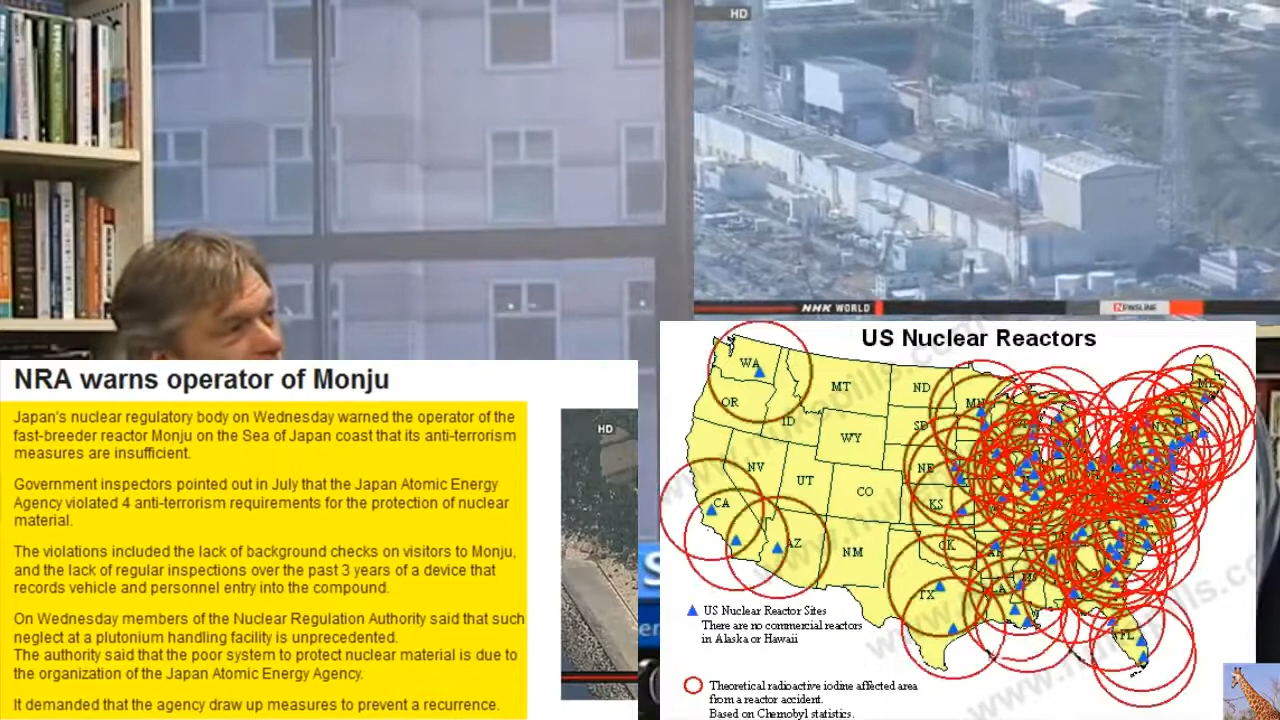 HD
NHK WORLD
NEWSLINE
NRA warns operator of Monju
Japan's nuclear regulatory body on Wednesday warned the operator of the
fast-breeder reactor Monju on the Sea of Japan coast that its anti-terrorism
measures are insufficient.
Government inspectors pointed out in July that the Japan Atomic Energy
Agency violated 4 anti-terrorism requirements for the protection of nuclear
material.
The violations included the lack of background checks on visitors to Monju,
and the lack of regular inspections over the past 3 years of a device that
records vehicle and personnel entry into the compound.
On Wednesday members of the Nuclear Regulation Authority said that such
neglect at a plutonium handling facility is unprecedented.
The authority said that the poor system to protect nuclear material is due to
the organization of the Japan Atomic Energy Agency.
It demanded that the agency draw up measures to prevent a recurrence.
HD
US Nuclear Reactors
WA
MT
ND
MN
ME
OR
ID
SD
WY
NV
NE
UT
CO
KS
CA
AZ
NM
OK
TX
FL
US Nuclear Reactor Sites
There are no commercial reactors
in Alaska or Hawaii
Theoretical radioactive iodine affected area
from a reactor accident.
Based on Chernobyl statistics.